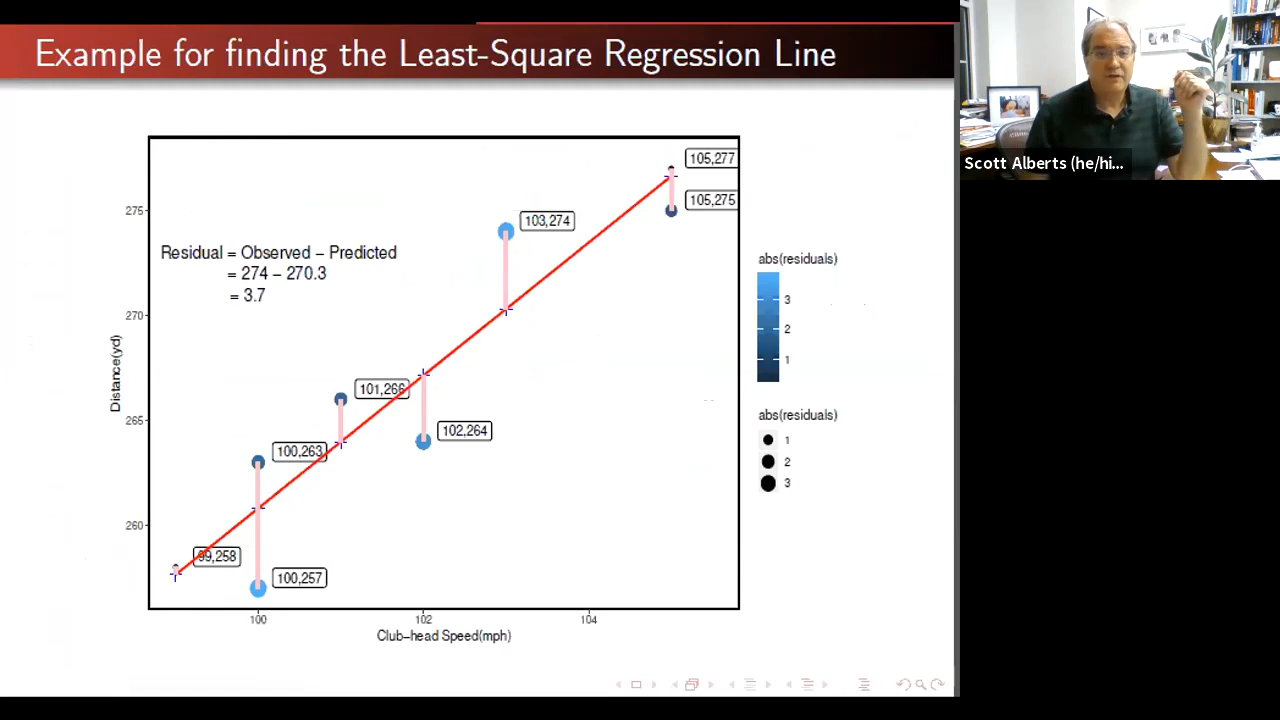 Example for finding the Least-Square Regression Line
Scott Alberts (he/hi...
Residual = Observed − Predicted
= 274 − 270.3
= 3.7
105,277
105,275
103,274
101,266
102,264
100,263
99,258
100,257
275
270
265
260
Distance(yd)
100
102
104
Club−head Speed(mph)
abs(residuals)
3
2
1
abs(residuals)
1
2
3